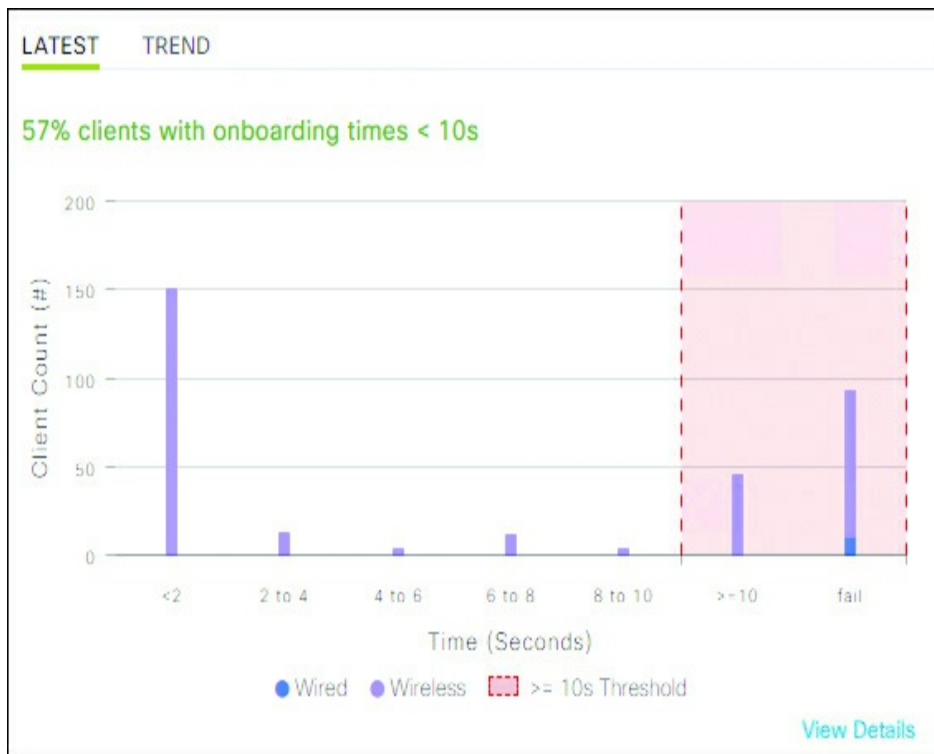 LATEST TREND
57% clients with onboarding times < 10s
200
150
100
50
0
Client Count (#)
<2 2 to 4 4 to 6 6 to 8 8 to 10 >=10 fail
Time (Seconds)
Wired Wireless >= 10s Threshold
View Details